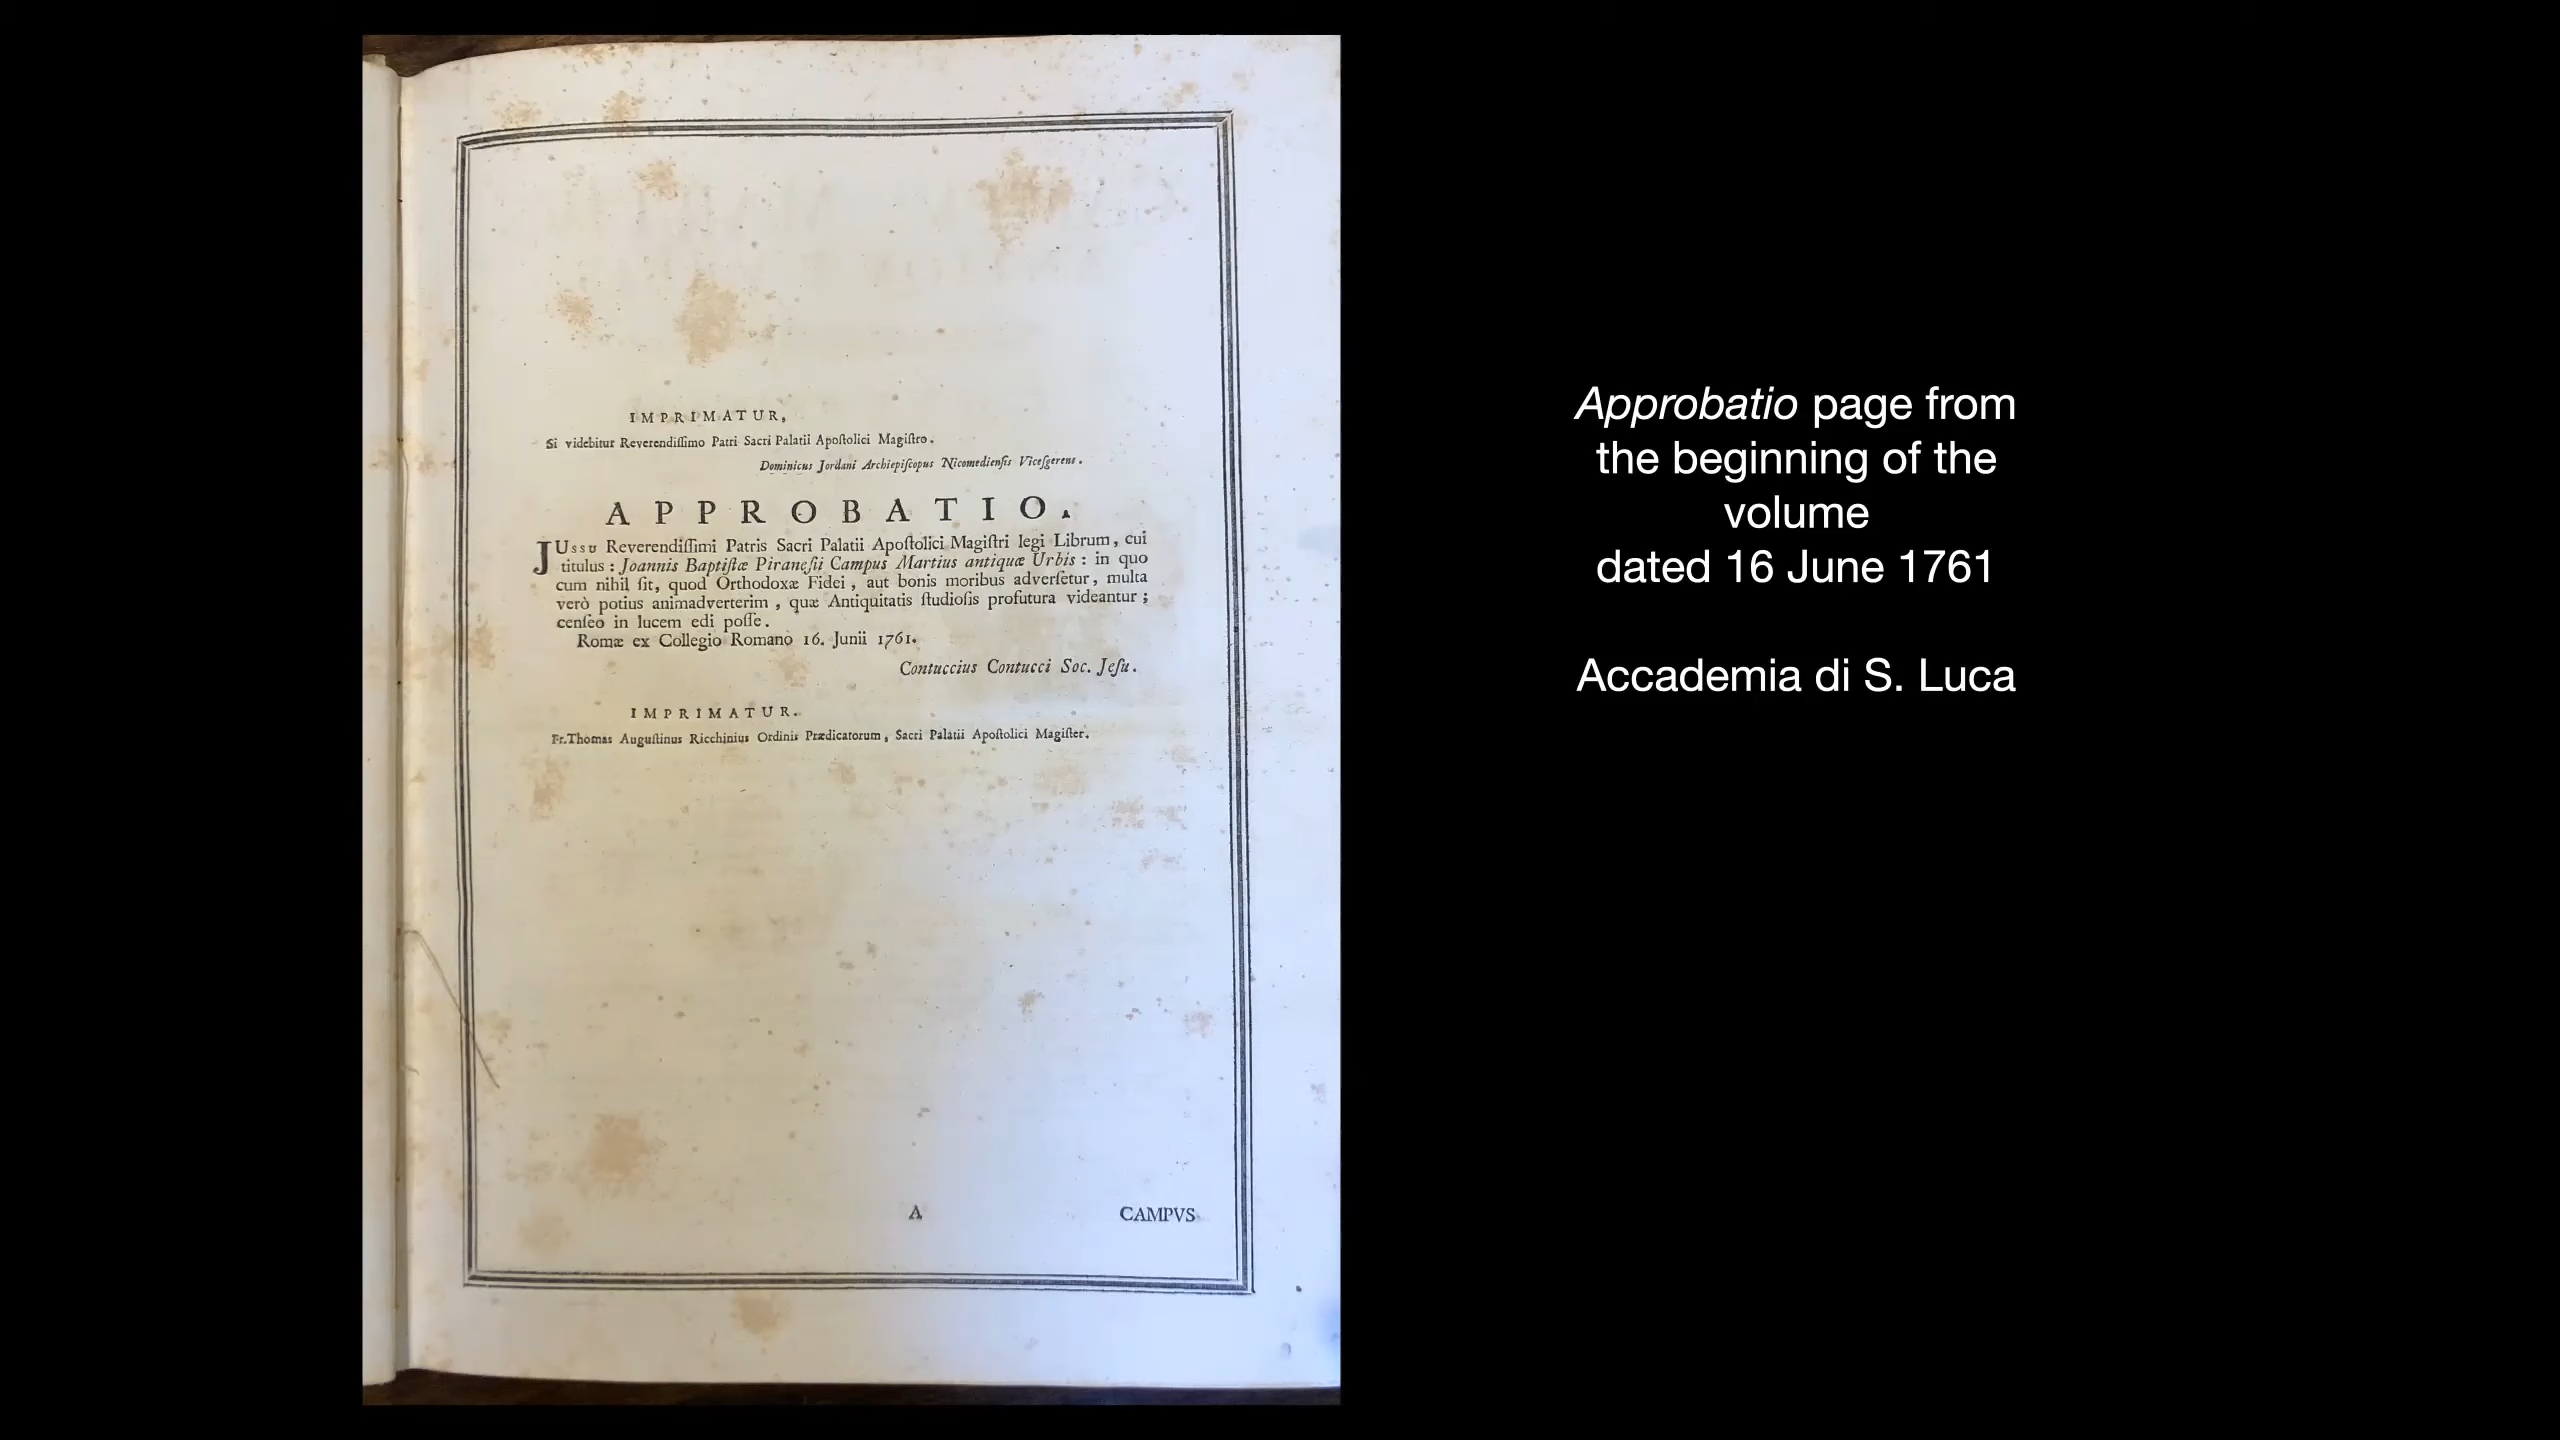 IMPRIMATUR,
Si videbitur Reverendiſſimo Patri Sacri Palatii Apoſtolici Magiſtro.
Dominicus Jordani Archiepiſcopus Nicomedienſis Viceſgerens.
APPROBATIO.
JUssu Reverendiſſimi Patris Sacri Palatii Apoſtolici Magiſtri legi Librum, cui
titulus : Joannis Baptiſtæ Piraneſii Campus Martius antiquæ Urbis : in quo
cum nihil ſit, quod Orthodoxæ Fidei, aut bonis moribus adverſetur, multa
verò potius animadverterim, quæ Antiquitatis ſtudioſis profutura videantur ;
cenſeo in lucem edi poſſe.
Romæ ex Collegio Romano 16. Junii 1761.
Contuccius Contucci Soc. Jeſu.
IMPRIMATUR.
Fr.Thomas Auguſtinus Ricchinius Ordinis Prædicatorum, Sacri Palatii Apoſtolici Magiſter.
A
CAMPVS
Approbatio page from
the beginning of the
volume
dated 16 June 1761
Accademia di S. Luca